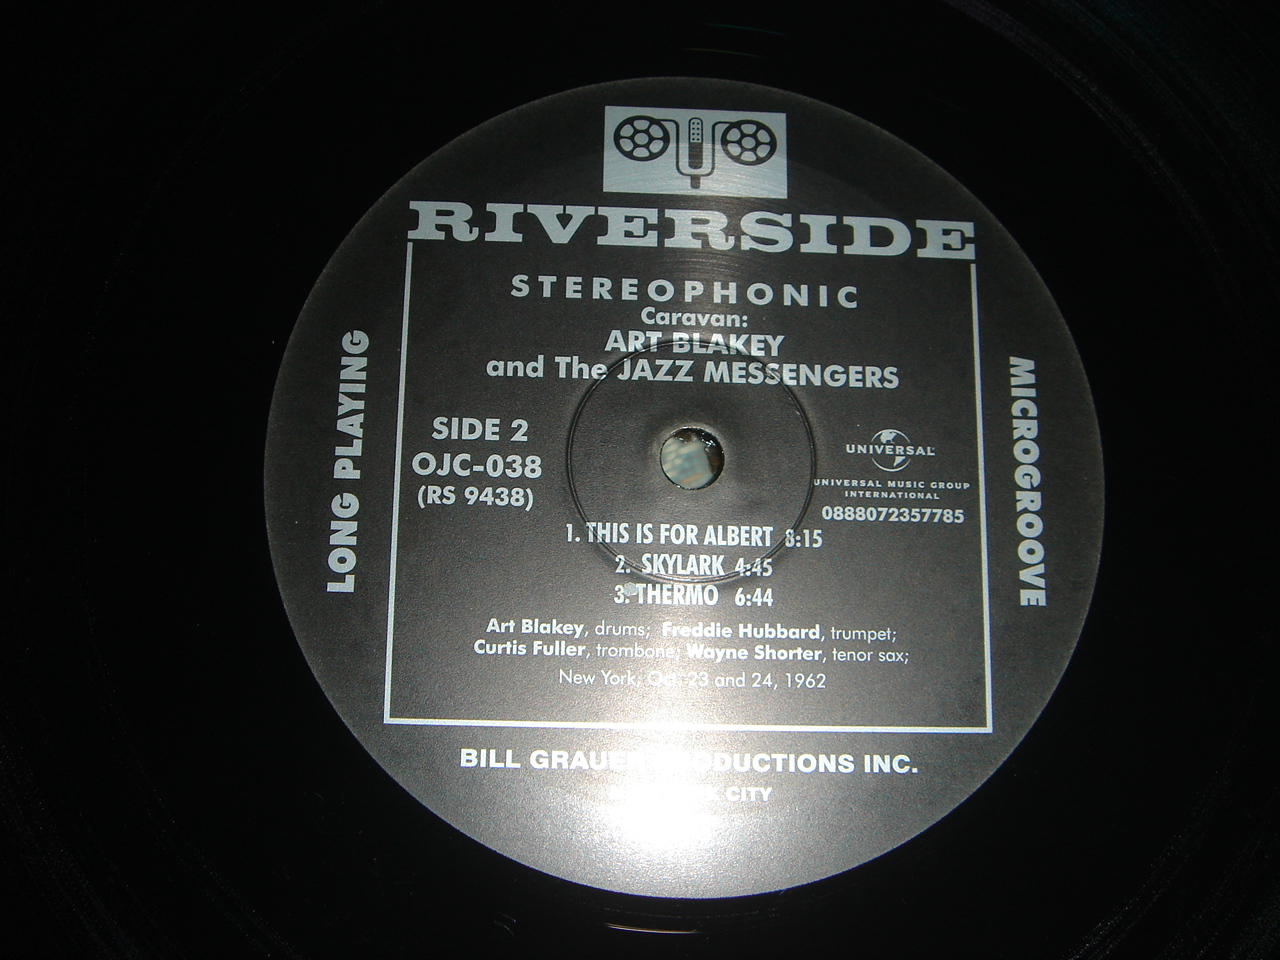 RIVERSIDE
STEREOPHONIC
Caravan:
ART BLAKEY
and The JAZZ MESSENGERS
LONG PLAYING
MICROGROOVE
SIDE 2
OJC-038
(RS 9438)
UNIVERSAL
UNIVERSAL MUSIC GROUP
INTERNATIONAL
0888072357785
1. THIS IS FOR ALBERT 8:15
2. SKYLARK 4:45
3. THERMO 6:44
Art Blakey, drums; Freddie Hubbard, trumpet;
Curtis Fuller, trombone; Wayne Shorter, tenor sax;
New York, Oct. 23 and 24, 1962
BILL GRAUER PRODUCTIONS INC.
CITY